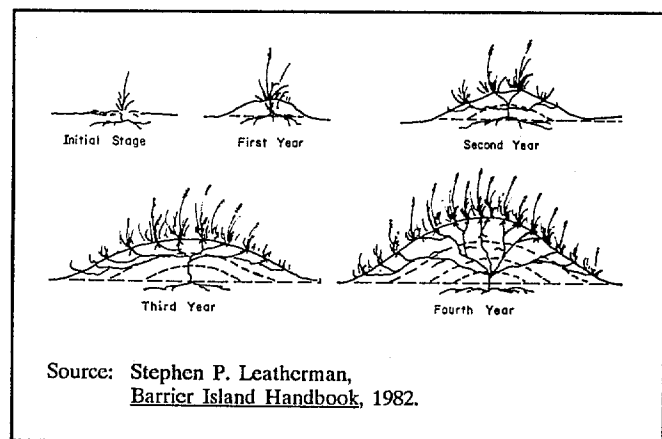 Initial Stage
First Year
Second Year
Third Year
Fourth Year
Source: Stephen P. Leatherman,
Barrier Island Handbook, 1982.